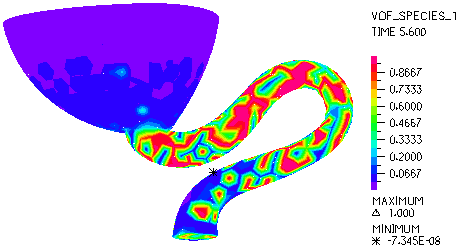 VOF_SPECIES_1
TIME 5.600
0.8667
0.7333
0.6000
0.4667
0.3333
0.2000
0.0667
MAXIMUM
△ 1.000
MINIMUM
✳ -7.345E-08